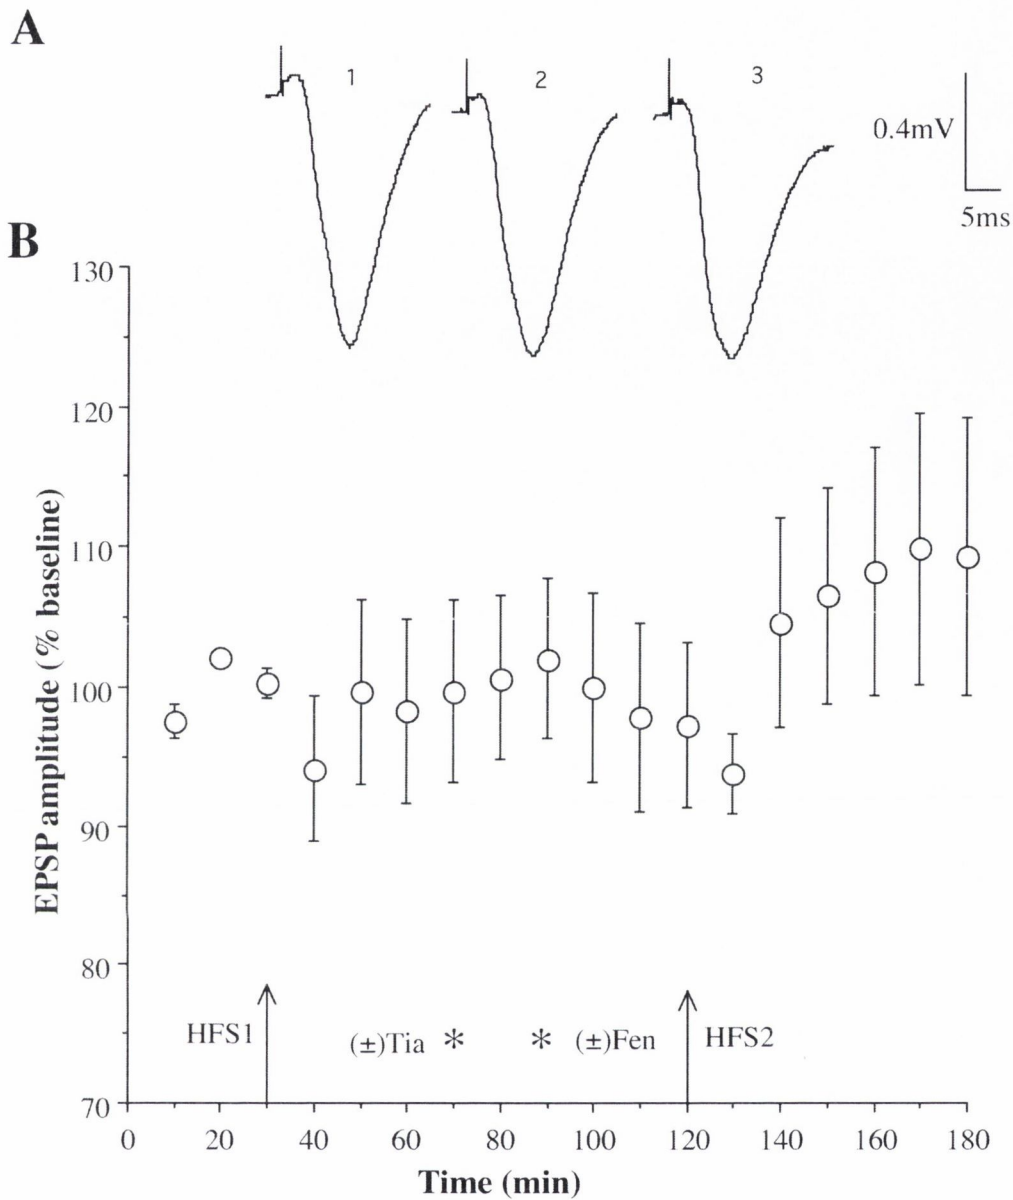 A
1 2 3
0.4mV
5ms
B
130
120
110
100
90
80
70
EPSP amplitude (% baseline)
HFS1 (±)Tia * * (±)Fen HFS2
0 20 40 60 80 100 120 140 160 180
Time (min)